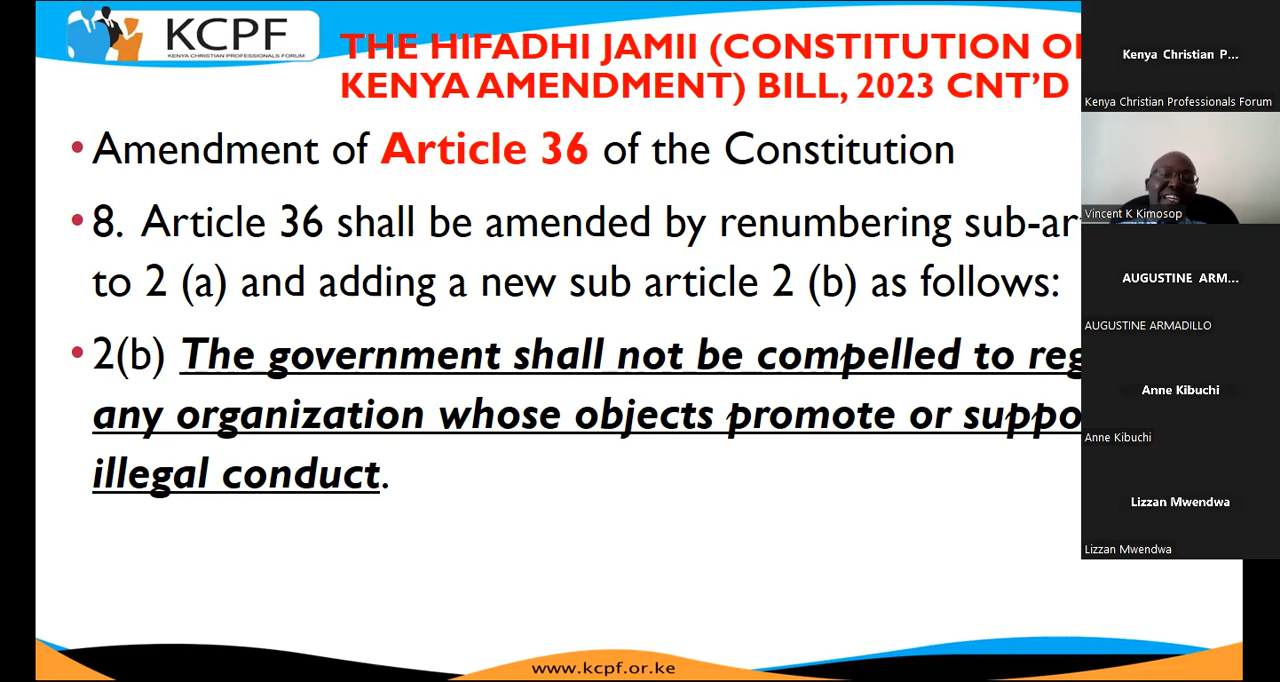 KCPF
KENYA CHRISTIAN PROFESSIONALS FORUM
THE HIFADHI JAMII (CONSTITUTION
KENYA AMENDMENT) BILL, 2023 CNT'D
• Amendment of Article 36 of the Constitution
• 8. Article 36 shall be amended by renumbering
to 2 (a) and adding a new sub article 2 (b) as follows:
• 2(b) The government shall not be compelled to
any organization whose objects promote or
illegal conduct.
www.kcpf.or.ke
Kenya Christian P...
Kenya Christian Professionals Forum
Vincent K Kimosop
AUGUSTINE ARM...
AUGUSTINE ARMADILLO
Anne Kibuchi
Anne Kibuchi
Lizzan Mwendwa
Lizzan Mwendwa